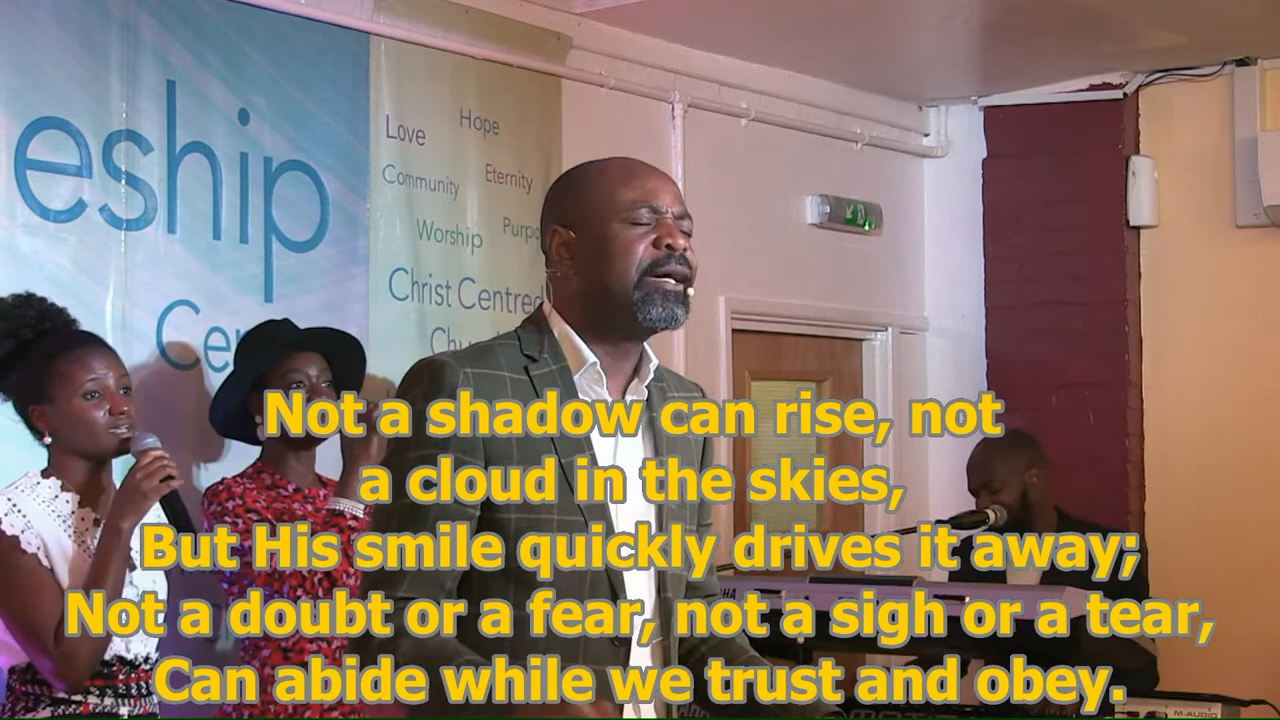 eship
Love
Hope
Community
Eternity
Worship
Christ Centred
Not a shadow can rise, not
a cloud in the skies,
But His smile quickly drives it away;
Not a doubt or a fear, not a sigh or a tear,
Can abide while we trust and obey.
M-AUDIO